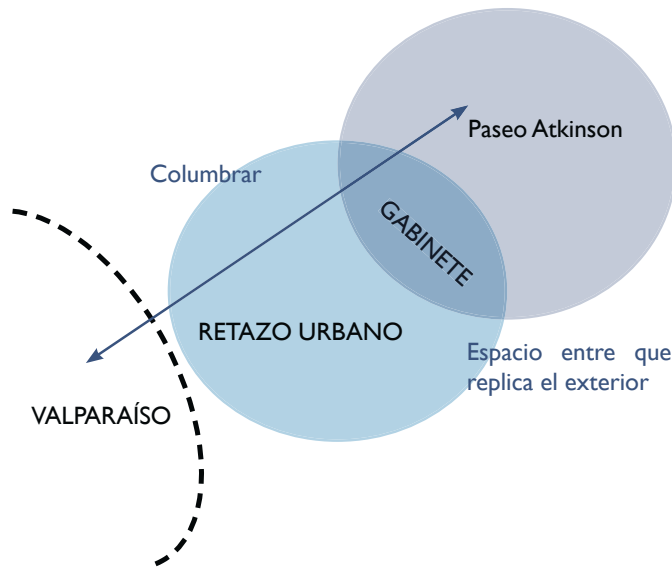 Paseo Atkinson
Columbrar
GABINETE
RETAZO URBANO
Espacio entre que
replica el exterior
VALPARAÍSO